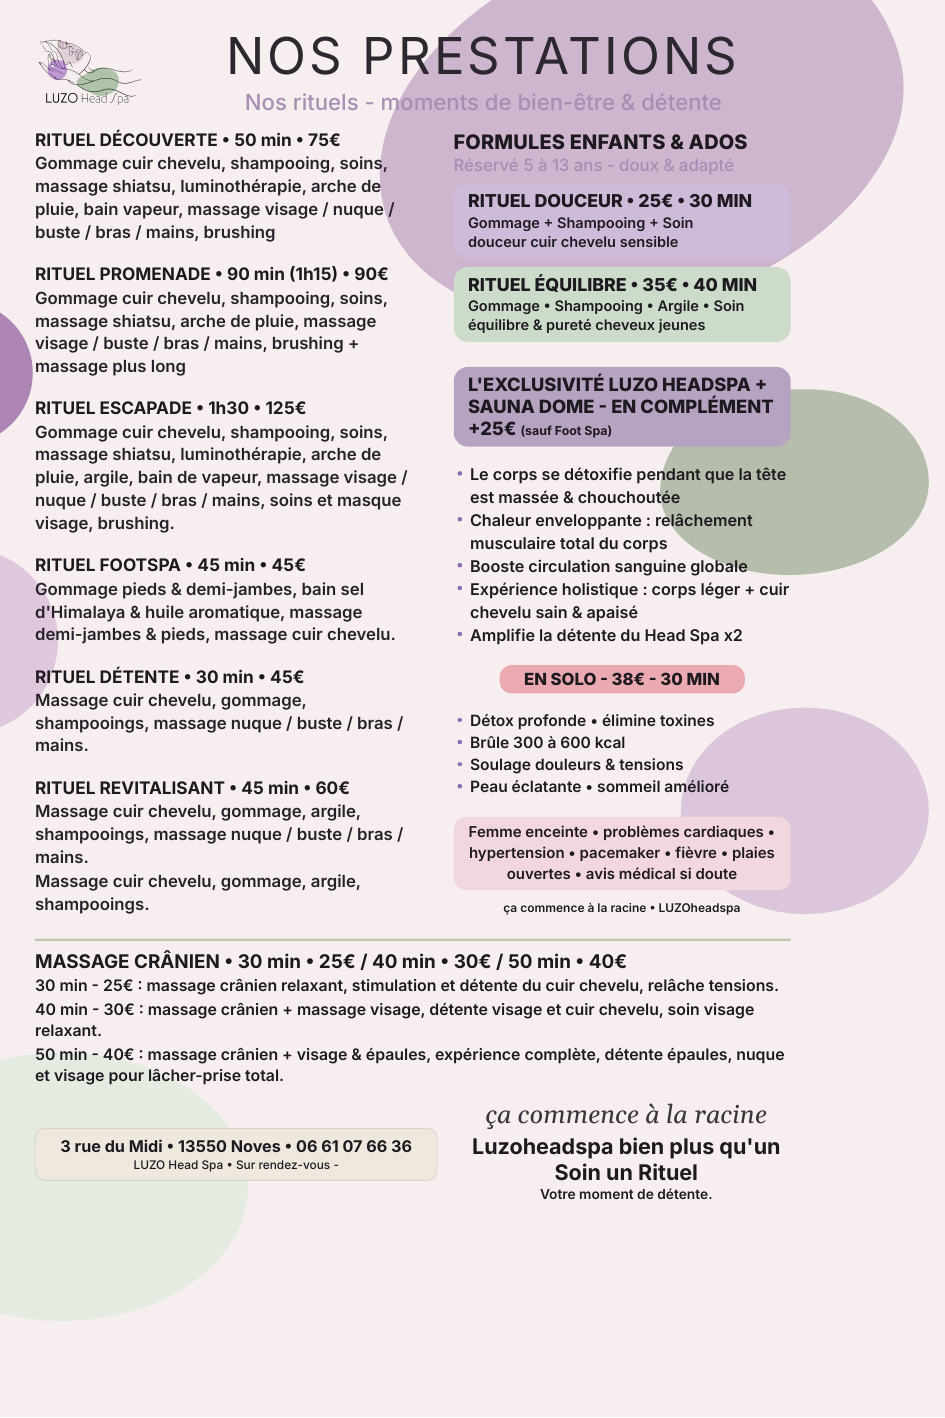 LUZO Head Spa
NOS PRESTATIONS
Nos rituels - moments de bien-être & détente
RITUEL DÉCOUVERTE • 50 min • 75€
Gommage cuir chevelu, shampooing, soins,
massage shiatsu, luminothérapie, arche de
pluie, bain vapeur, massage visage / nuque /
buste / bras / mains, brushing
RITUEL PROMENADE • 90 min (1h15) • 90€
Gommage cuir chevelu, shampooing, soins,
massage shiatsu, arche de pluie, massage
visage / buste / bras / mains, brushing +
massage plus long
RITUEL ESCAPADE • 1h30 • 125€
Gommage cuir chevelu, shampooing, soins,
massage shiatsu, luminothérapie, arche de
pluie, argile, bain de vapeur, massage visage /
nuque / buste / bras / mains, soins et masque
visage, brushing.
RITUEL FOOTSPA • 45 min • 45€
Gommage pieds & demi-jambes, bain sel
d'Himalaya & huile aromatique, massage
demi-jambes & pieds, massage cuir chevelu.
RITUEL DÉTENTE • 30 min • 45€
Massage cuir chevelu, gommage,
shampooings, massage nuque / buste / bras /
mains.
RITUEL REVITALISANT • 45 min • 60€
Massage cuir chevelu, gommage, argile,
shampooings, massage nuque / buste / bras /
mains.
Massage cuir chevelu, gommage, argile,
shampooings.
FORMULES ENFANTS & ADOS
Réservé 5 à 13 ans - doux & adapté
RITUEL DOUCEUR • 25€ • 30 MIN
Gommage + Shampooing + Soin
douceur cuir chevelu sensible
RITUEL ÉQUILIBRE • 35€ • 40 MIN
Gommage • Shampooing • Argile • Soin
équilibre & pureté cheveux jeunes
L'EXCLUSIVITÉ LUZO HEADSPA +
SAUNA DOME - EN COMPLÉMENT
+25€ (sauf Foot Spa)
• Le corps se détoxifie pendant que la tête
est massée & chouchoutée
• Chaleur enveloppante : relâchement
musculaire total du corps
• Booste circulation sanguine globale
• Expérience holistique : corps léger + cuir
chevelu sain & apaisé
• Amplifie la détente du Head Spa x2
EN SOLO - 38€ - 30 MIN
• Détox profonde • élimine toxines
• Brûle 300 à 600 kcal
• Soulage douleurs & tensions
• Peau éclatante • sommeil amélioré
Femme enceinte • problèmes cardiaques •
hypertension • pacemaker • fièvre • plaies
ouvertes • avis médical si doute
ça commence à la racine • LUZOheadspa
MASSAGE CRÂNIEN • 30 min • 25€ / 40 min • 30€ / 50 min • 40€
30 min - 25€ : massage crânien relaxant, stimulation et détente du cuir chevelu, relâche tensions.
40 min - 30€ : massage crânien + massage visage, détente visage et cuir chevelu, soin visage
relaxant.
50 min - 40€ : massage crânien + visage & épaules, expérience complète, détente épaules, nuque
et visage pour lâcher-prise total.
3 rue du Midi • 13550 Noves • 06 61 07 66 36
LUZO Head Spa • Sur rendez-vous -
ça commence à la racine
Luzoheadspa bien plus qu'un
Soin un Rituel
Votre moment de détente.